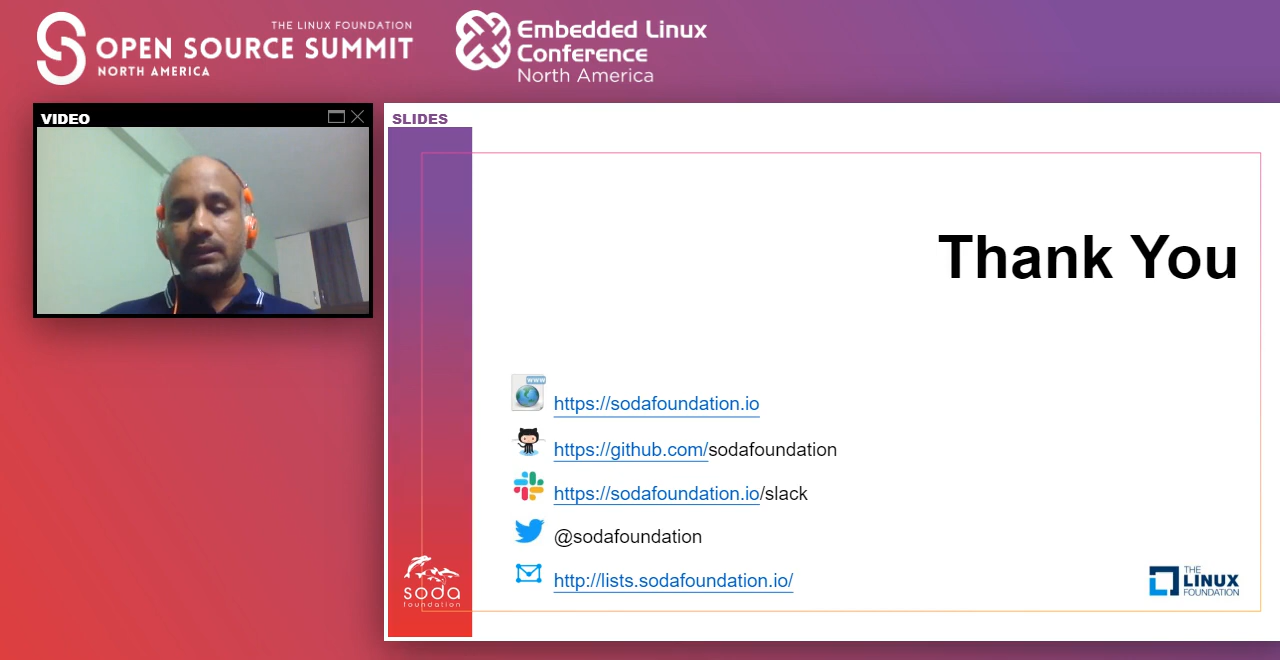 THE LINUX FOUNDATION
OPEN SOURCE SUMMIT
NORTH AMERICA
Embedded Linux
Conference
North America
VIDEO
SLIDES
Thank You
www
https://sodafoundation.io
https://github.com/sodafoundation
https://sodafoundation.io/slack
@sodafoundation
http://lists.sodafoundation.io/
soda
foundation
THE
LINUX
FOUNDATION